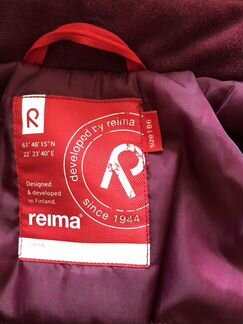 R
61° 48' 15" N
22° 23' 40" E
developed by reima
R
since 1944
Designed
& developed
in Finland.
reima®
size | 86